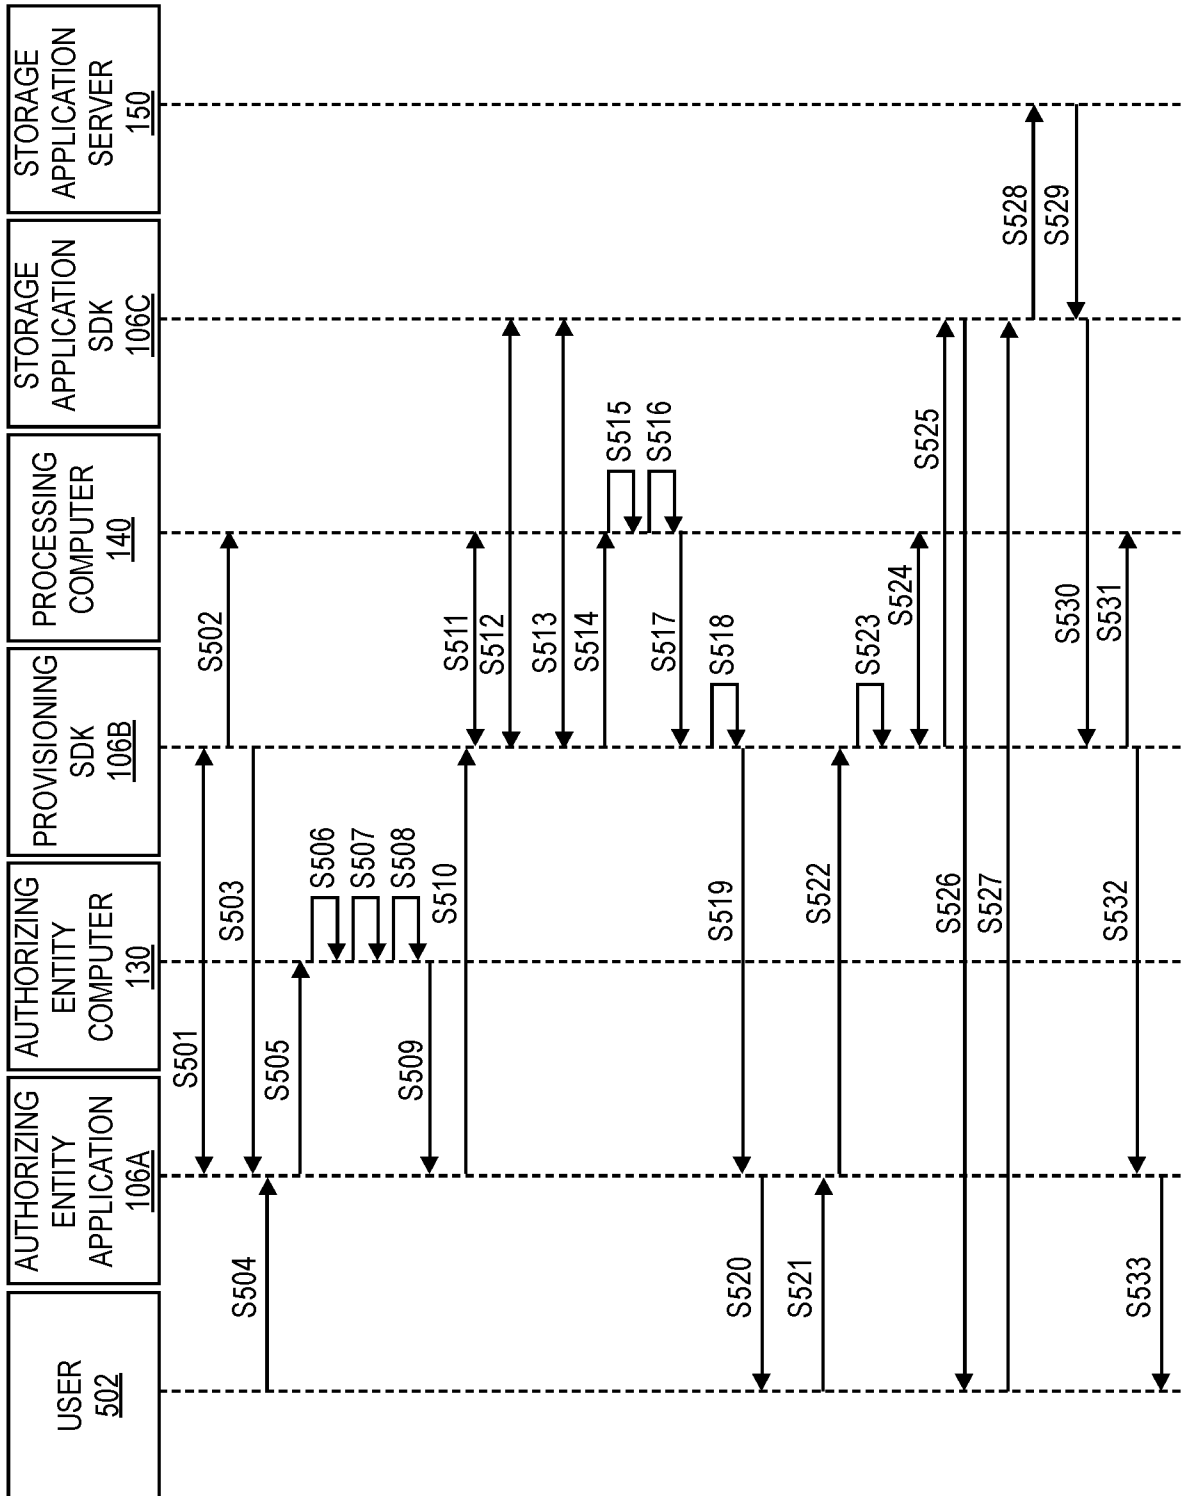 USER
502
AUTHORIZING
ENTITY
APPLICATION
106A
AUTHORIZING
ENTITY
COMPUTER
130
PROVISIONING
SDK
106B
PROCESSING
COMPUTER
140
STORAGE
APPLICATION
SDK
106C
STORAGE
APPLICATION
SERVER
150
S501
S502
S503
S504
S505
S506
S507
S508
S509
S510
S511
S512
S513
S514
S515
S516
S517
S518
S519
S520
S521
S522
S523
S524
S525
S526
S527
S528
S529
S530
S531
S532
S533